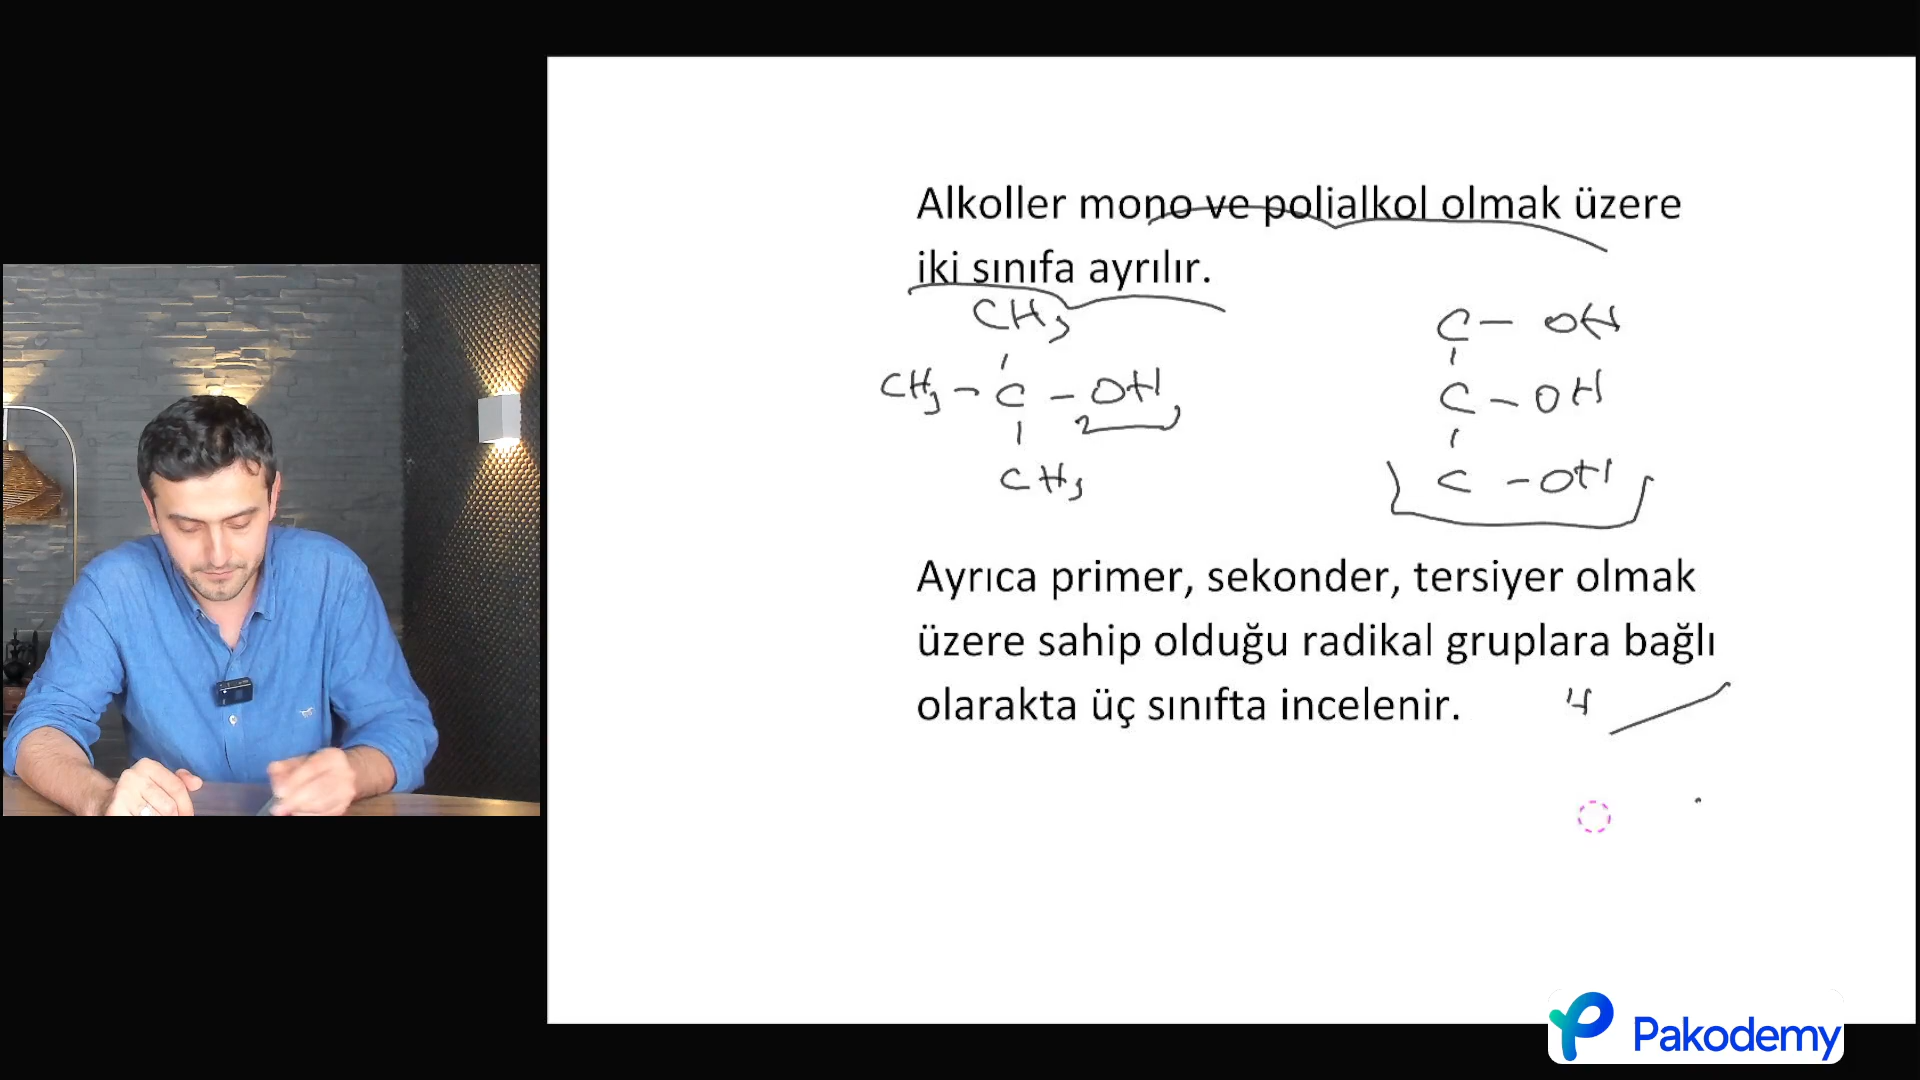 Alkoller mono ve polialkol olmak üzere
iki sınıfa ayrılır.
CH3
CH3 - C - OH
CH3
C - OH
C - OH
C - OH
Ayrıca primer, sekonder, tersiyer olmak
üzere sahip olduğu radikal gruplara bağlı
olarakta üç sınıfta incelenir.
Pakodemy